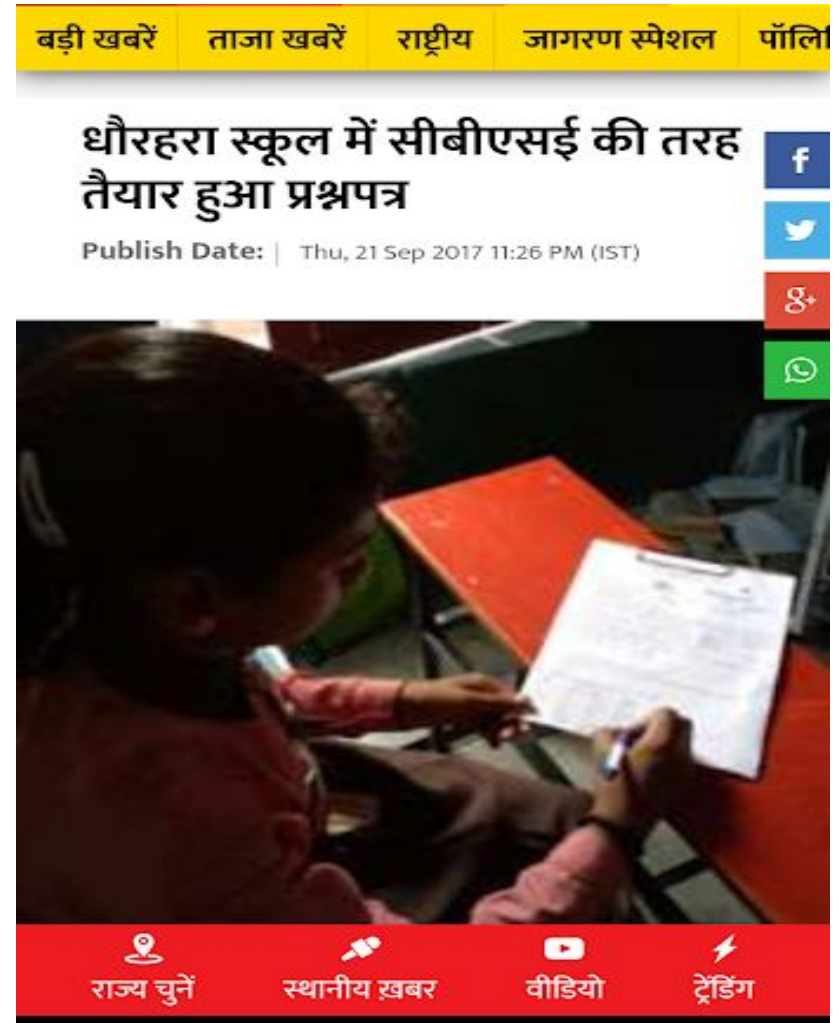 बड़ी खबरें ताजा खबरें राष्ट्रीय जागरण स्पेशल
धौरहरा स्कूल में सीबीएसई की तरह
तैयार हुआ प्रश्नपत्र
Publish Date: | Thu, 21 Sep 2017 11:26 PM (IST)
राज्य चुनें स्थानीय ख़बर वीडियो ट्रेंडिंग